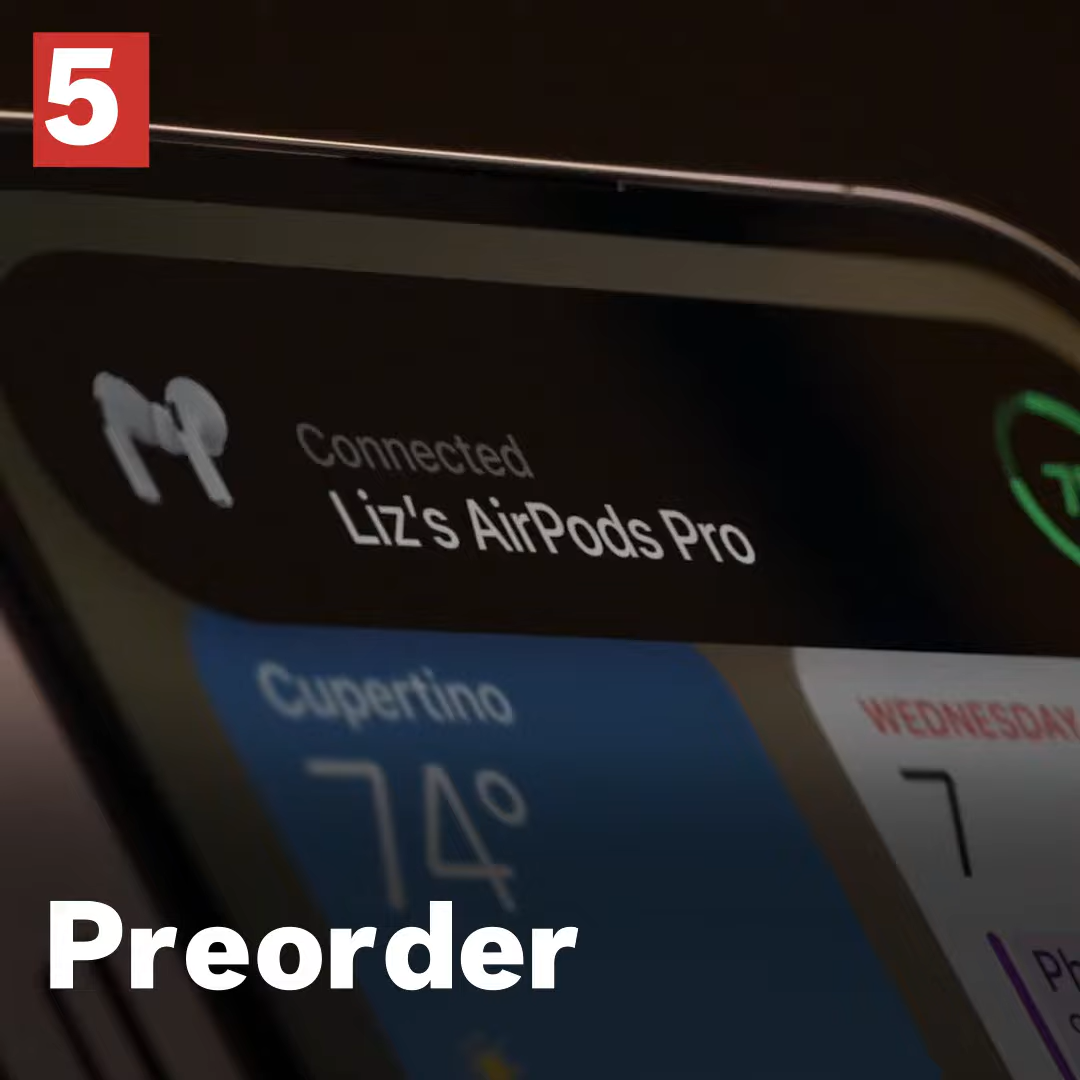 5
Connected
Liz's AirPods Pro
Cupertino
WEDNESDAY
74°
7
Preorder